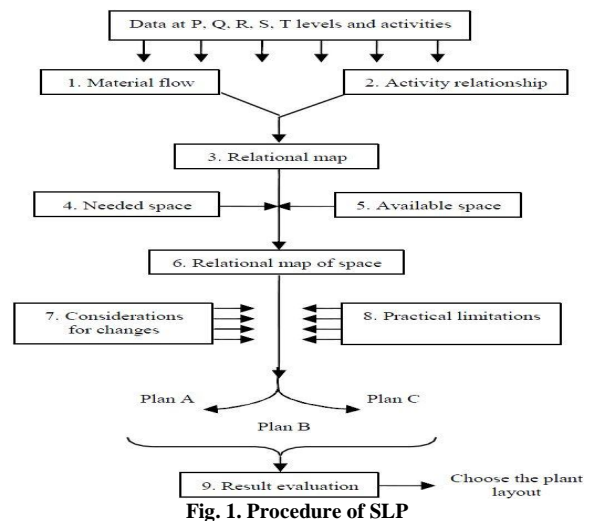 Data at P, Q, R, S, T levels and activities
1. Material flow
2. Activity relationship
3. Relational map
4. Needed space
5. Available space
6. Relational map of space
7. Considerations
for changes
8. Practical limitations
Plan A
Plan C
Plan B
9. Result evaluation
Choose the plant
layout
Fig. 1. Procedure of SLP